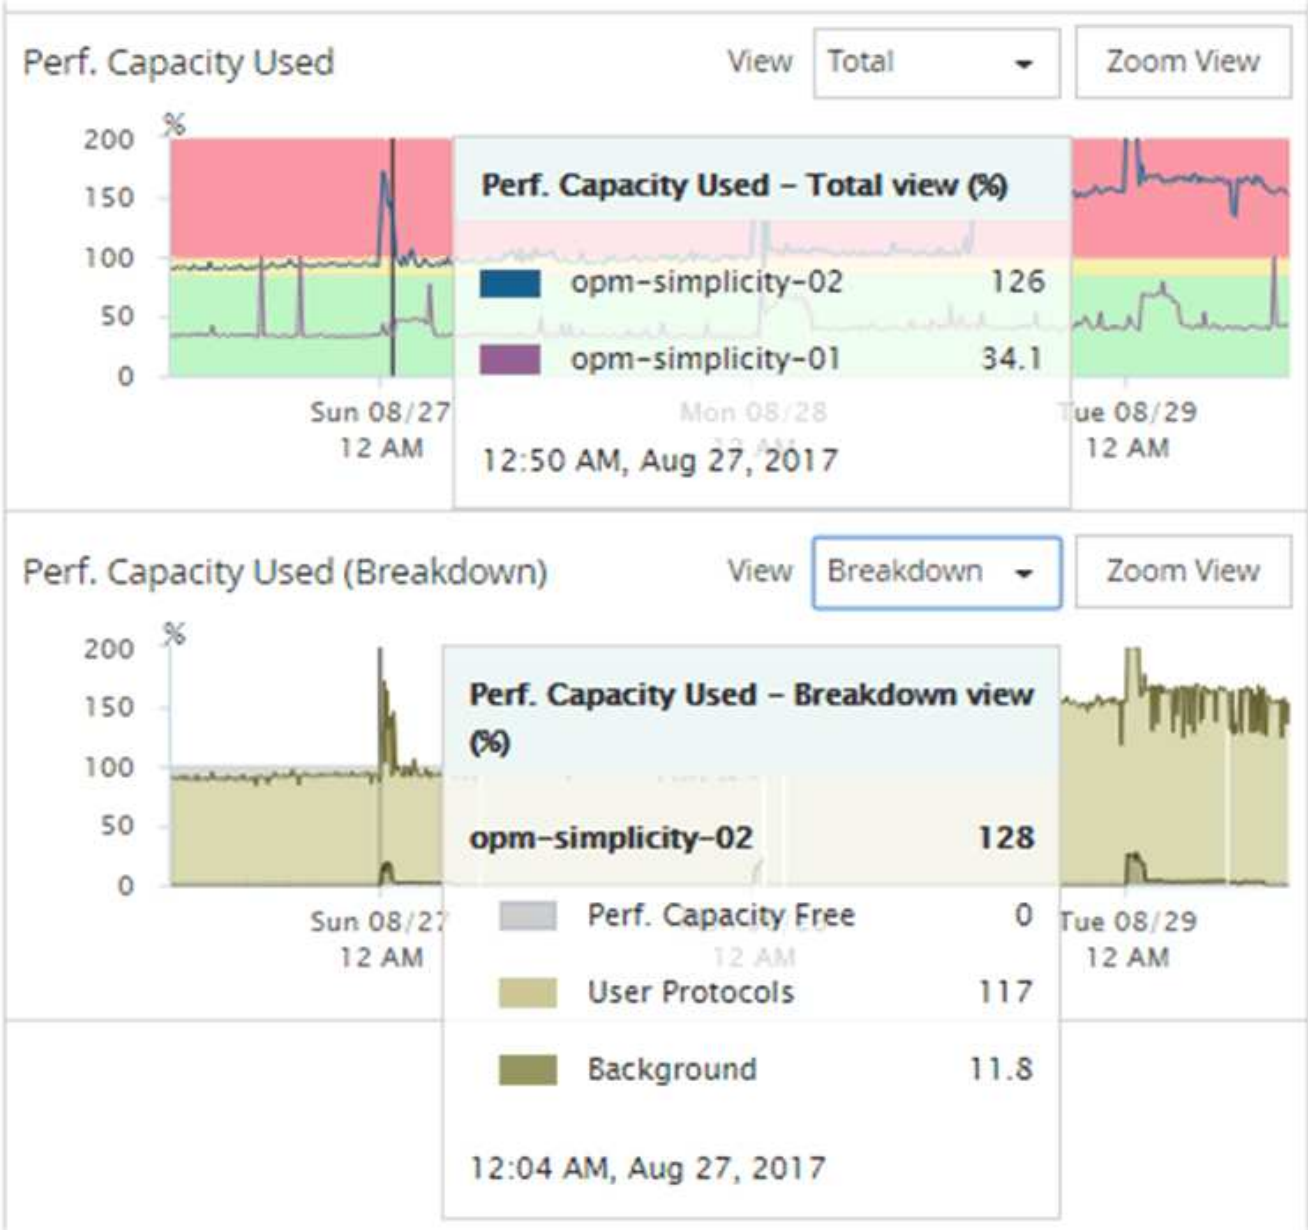 Perf. Capacity Used View Total Zoom View
%
200
150
100
50
0
Perf. Capacity Used – Total view (%)
opm-simplicity-02 126
opm-simplicity-01 34.1
Sun 08/27 Mon 08/28 Tue 08/29
12 AM 12 AM 12 AM
12:50 AM, Aug 27, 2017
Perf. Capacity Used (Breakdown) View Breakdown Zoom View
%
200
150
100
50
0
Perf. Capacity Used – Breakdown view
(%)
opm-simplicity-02 128
Perf. Capacity Free 0
Sun 08/27 Tue 08/29
12 AM 12 AM 12 AM
User Protocols 117
Background 11.8
12:04 AM, Aug 27, 2017